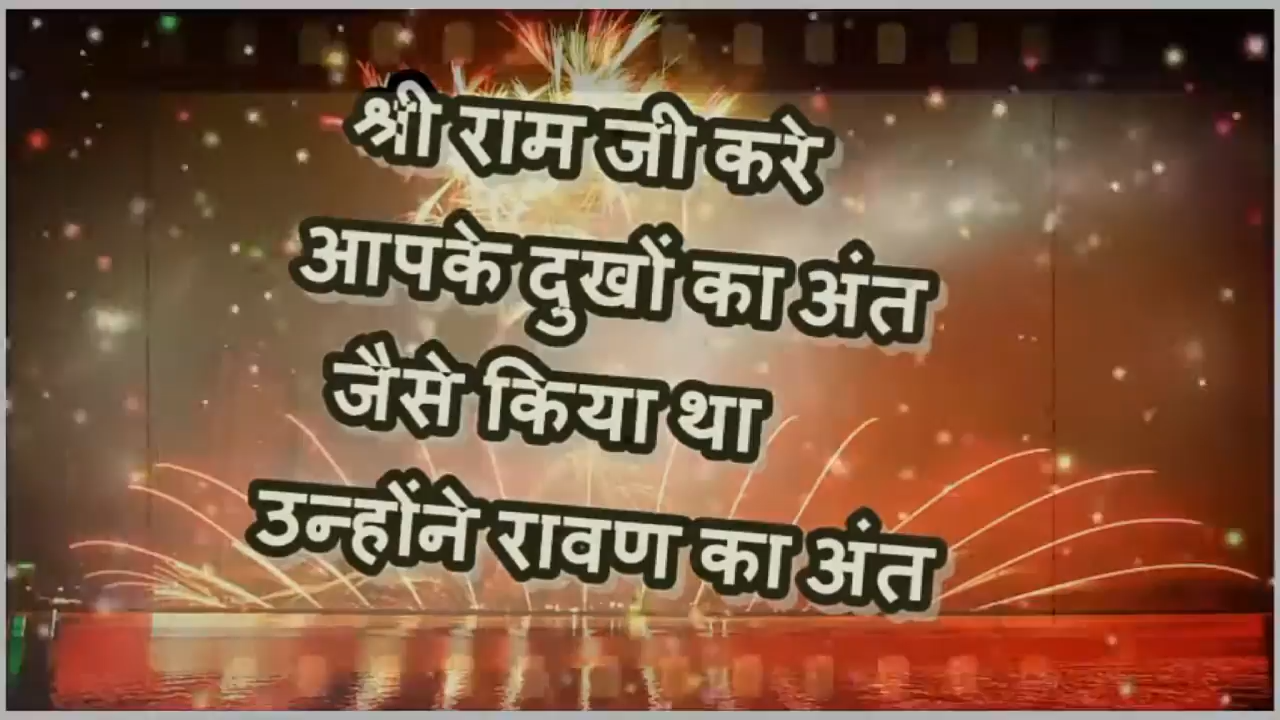 श्री राम जी करे
आपके दुखों का अंत
जैसे किया था
उन्होंने रावण का अंत